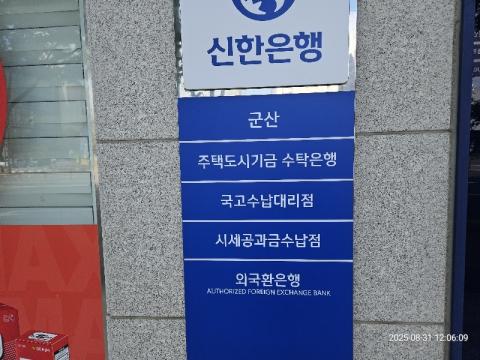 신한은행
군산
주택도시기금 수탁은행
국고수납대리점
시세공과금수납점
외국환은행
AUTHORIZED FOREIGN EXCHANGE BANK
2025-08-31 12:06:09